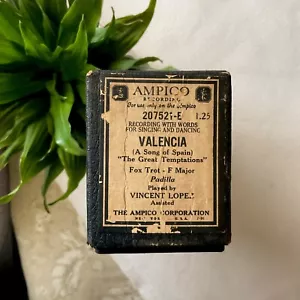 AMPICO
RECORDING
For use only on the Ampico
207521-E 1.25
RECORDING WITH WORDS
FOR SINGING AND DANCING
VALENCIA
(A Song of Spain)
"The Great Temptations"
Fox Trot - F Major
Padilla
Played by
VINCENT LOPE
Assisted
THE AMPICO CORPORATION